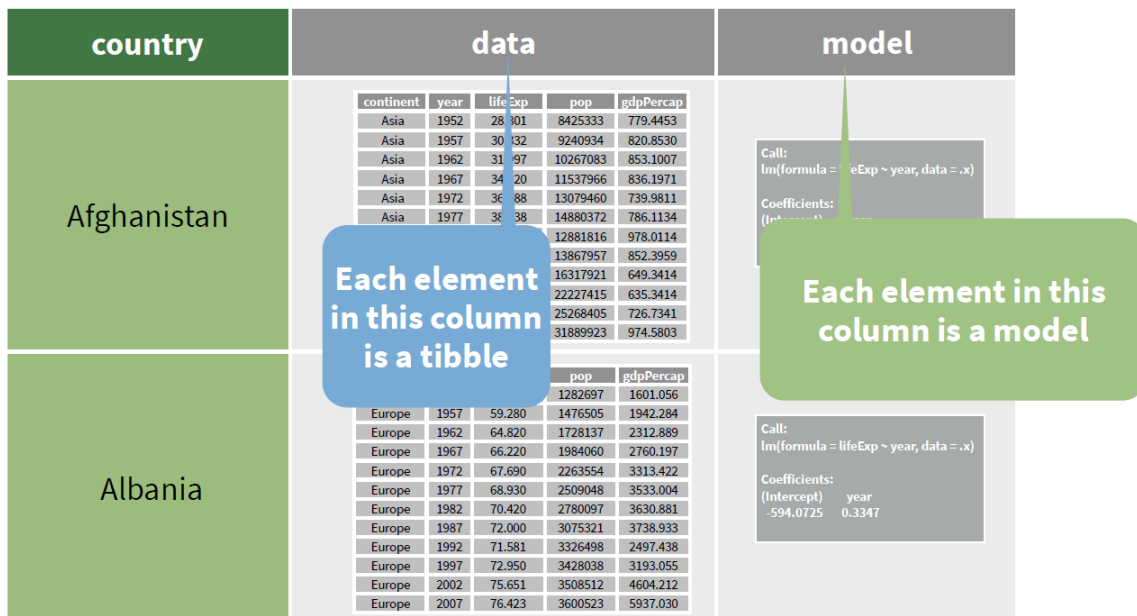 country data model
continent year lifeExp pop gdpPercap
Asia 1952 8425333 779.4453
Asia 1957 9240934 820.8530
Asia 1962 10267083 853.1007
Asia 1967 11537966 836.1971
Asia 1972 13079460 739.9811
Asia 1977 14880372 786.1134
12881816 978.0114
13867957 852.3959
16317921 649.3414
22227415 635.3414
25268405 726.7341
31889923 974.5803
Afghanistan
Call:
lm(formula = lifeExp ~ year, data = .x)
Coefficients:
Each element
in this column
is a tibble
Each element in this
column is a model
Albania
pop gdpPercap
1282697 1601.056
Europe 1957 59.280 1476505 1942.284
Europe 1962 64.820 1728137 2312.889
Europe 1967 66.220 1984060 2760.197
Europe 1972 67.690 2263554 3313.422
Europe 1977 68.930 2509048 3533.004
Europe 1982 70.420 2780097 3630.881
Europe 1987 72.000 3075321 3738.933
Europe 1992 71.581 3326498 2497.438
Europe 1997 72.950 3428038 3193.055
Europe 2002 75.651 3508512 4604.212
Europe 2007 76.423 3600523 5937.030
Call:
lm(formula = lifeExp ~ year, data = .x)
Coefficients:
(Intercept) year
-594.0725 0.3347